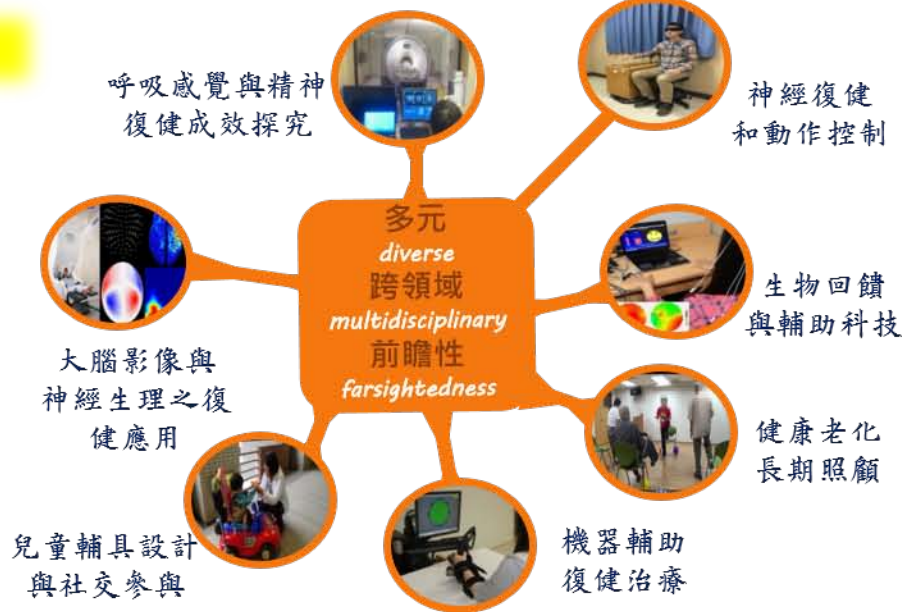 呼吸感覺與精神
復健成效探究
神經復健
和動作控制
多元
diverse
跨領域
multidisciplinary
前瞻性
farsightedness
生物回饋
與輔助科技
大腦影像與
神經生理之復
健應用
健康老化
長期照顧
兒童輔具設計
與社交參與
機器輔助
復健治療